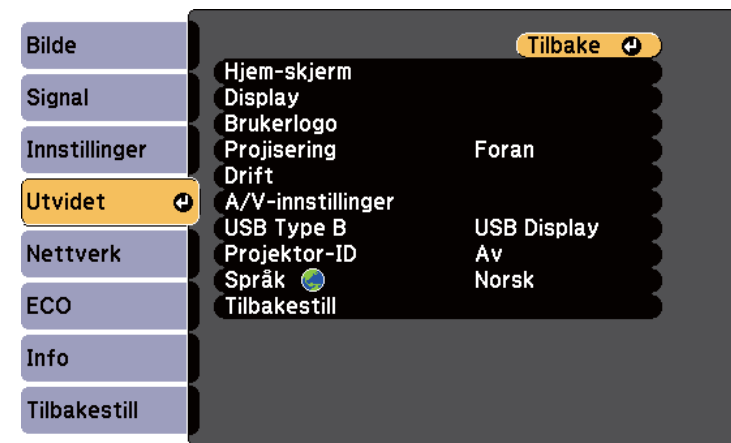 Bilde
Signal
Innstillinger
Utvidet
Nettverk
ECO
Info
Tilbakestill
Tilbake
Hjem-skjerm
Display
Brukerlogo
Projisering Foran
Drift
A/V-innstillinger
USB Type B USB Display
Projektor-ID Av
Språk Norsk
Tilbakestill